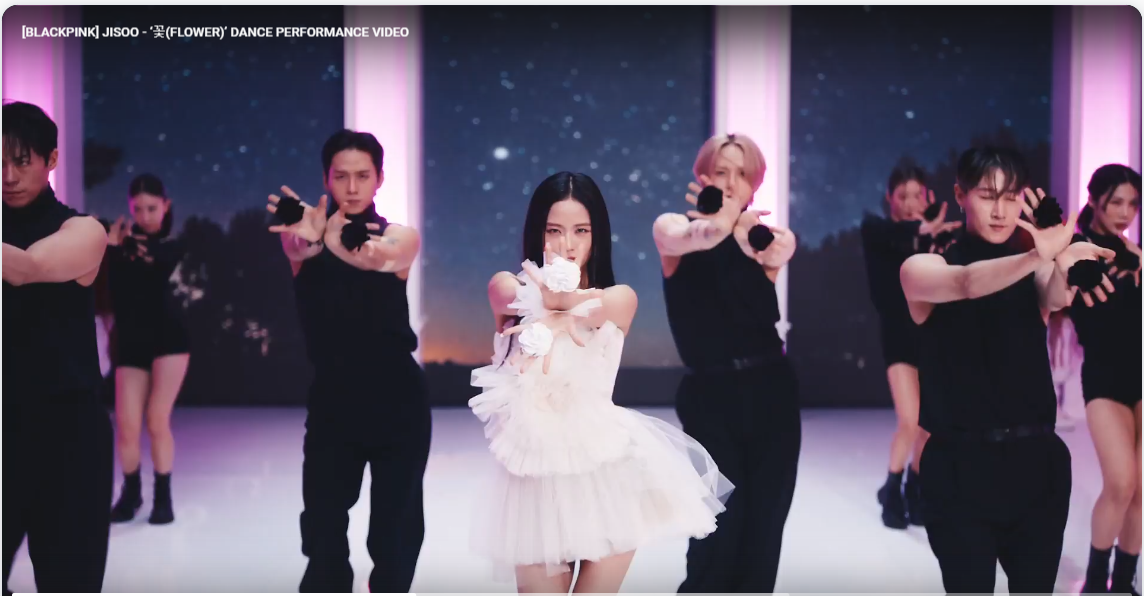 [BLACKPINK] JISOO - ‘꽃(FLOWER)’ DANCE PERFORMANCE VIDEO